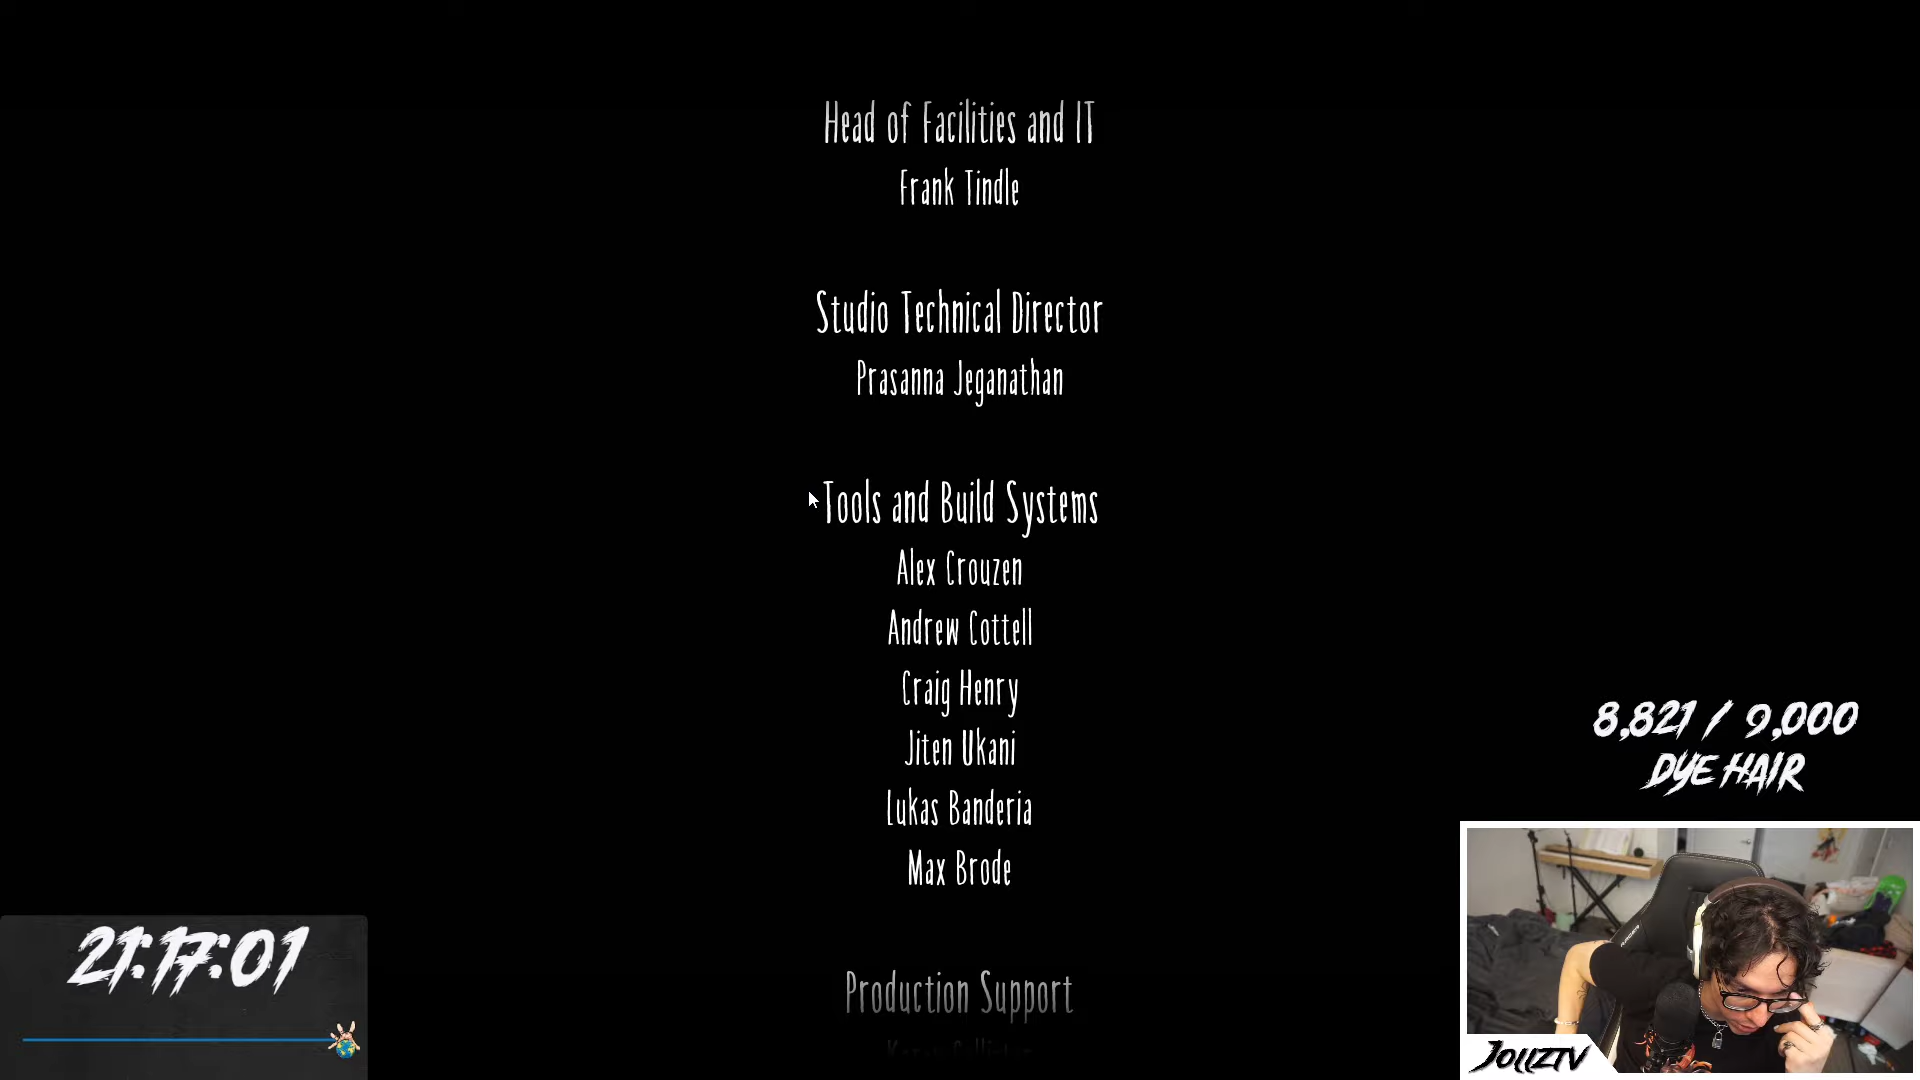 Head of Facilities and IT
Frank Tindle
Studio Technical Director
Prasanna Jeganathan
Tools and Build Systems
Alex Crouzen
Andrew Cottell
Craig Henry
Jiten Ukani
Lukas Banderia
Max Brode
Production Support
8,821 / 9,000
DYE HAIR
21:17:01